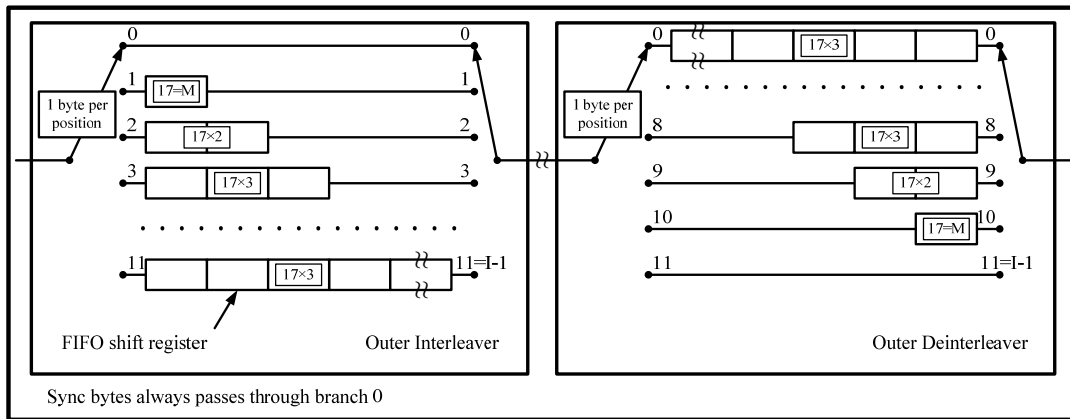 0 0
1 17=M 1
1 byte per
position
2 17×2 2
3 17×3 3
11 17×3 11=I-1
FIFO shift register
Outer Interleaver
0 17×3 0
1 byte per
position
8 17×3 8
9 17×2 9
10 17=M 10
11 11=I-1
Outer Deinterleaver
Sync bytes always passes through branch 0